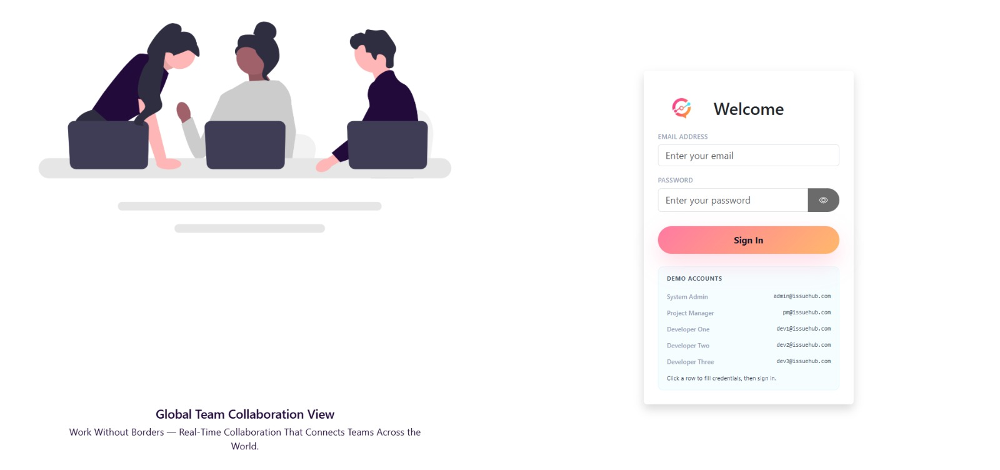 Welcome
EMAIL ADDRESS
Enter your email
PASSWORD
Enter your password
Sign In
DEMO ACCOUNTS
System Admin admin@issuehub.com
Project Manager pm@issuehub.com
Developer One dev1@issuehub.com
Developer Two dev2@issuehub.com
Developer Three dev3@issuehub.com
Click a row to fill credentials, then sign in.
Global Team Collaboration View
Work Without Borders — Real-Time Collaboration That Connects Teams Across the
World.